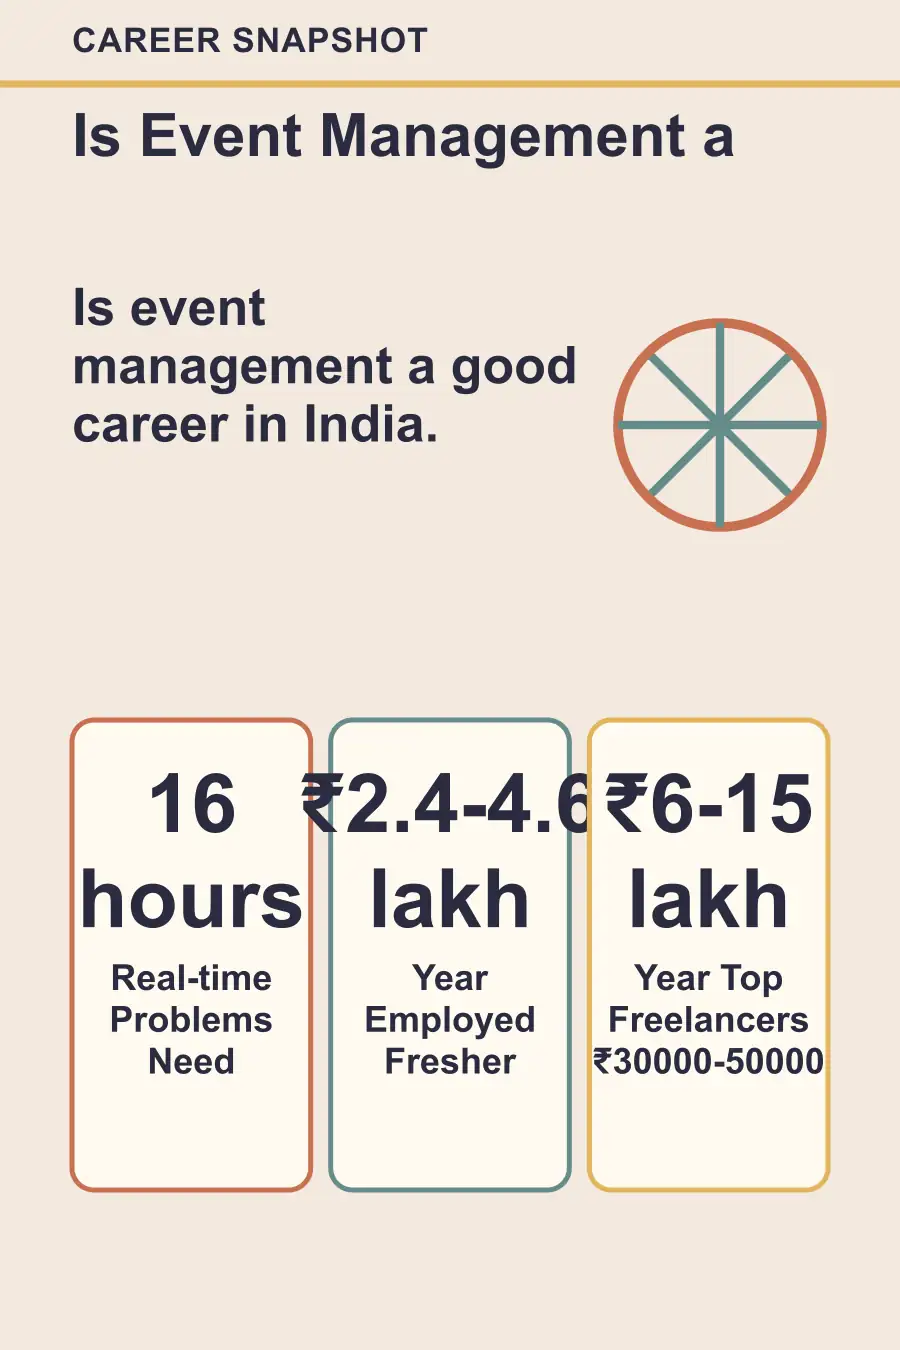 CAREER SNAPSHOT
Is Event Management a
Is event
management a good
career in India.
16
hours
Real-time
Problems
Need
₹2.4-4.6
lakh
Year
Employed
Fresher
₹6-15
lakh
Year Top
Freelancers
₹30000-50000